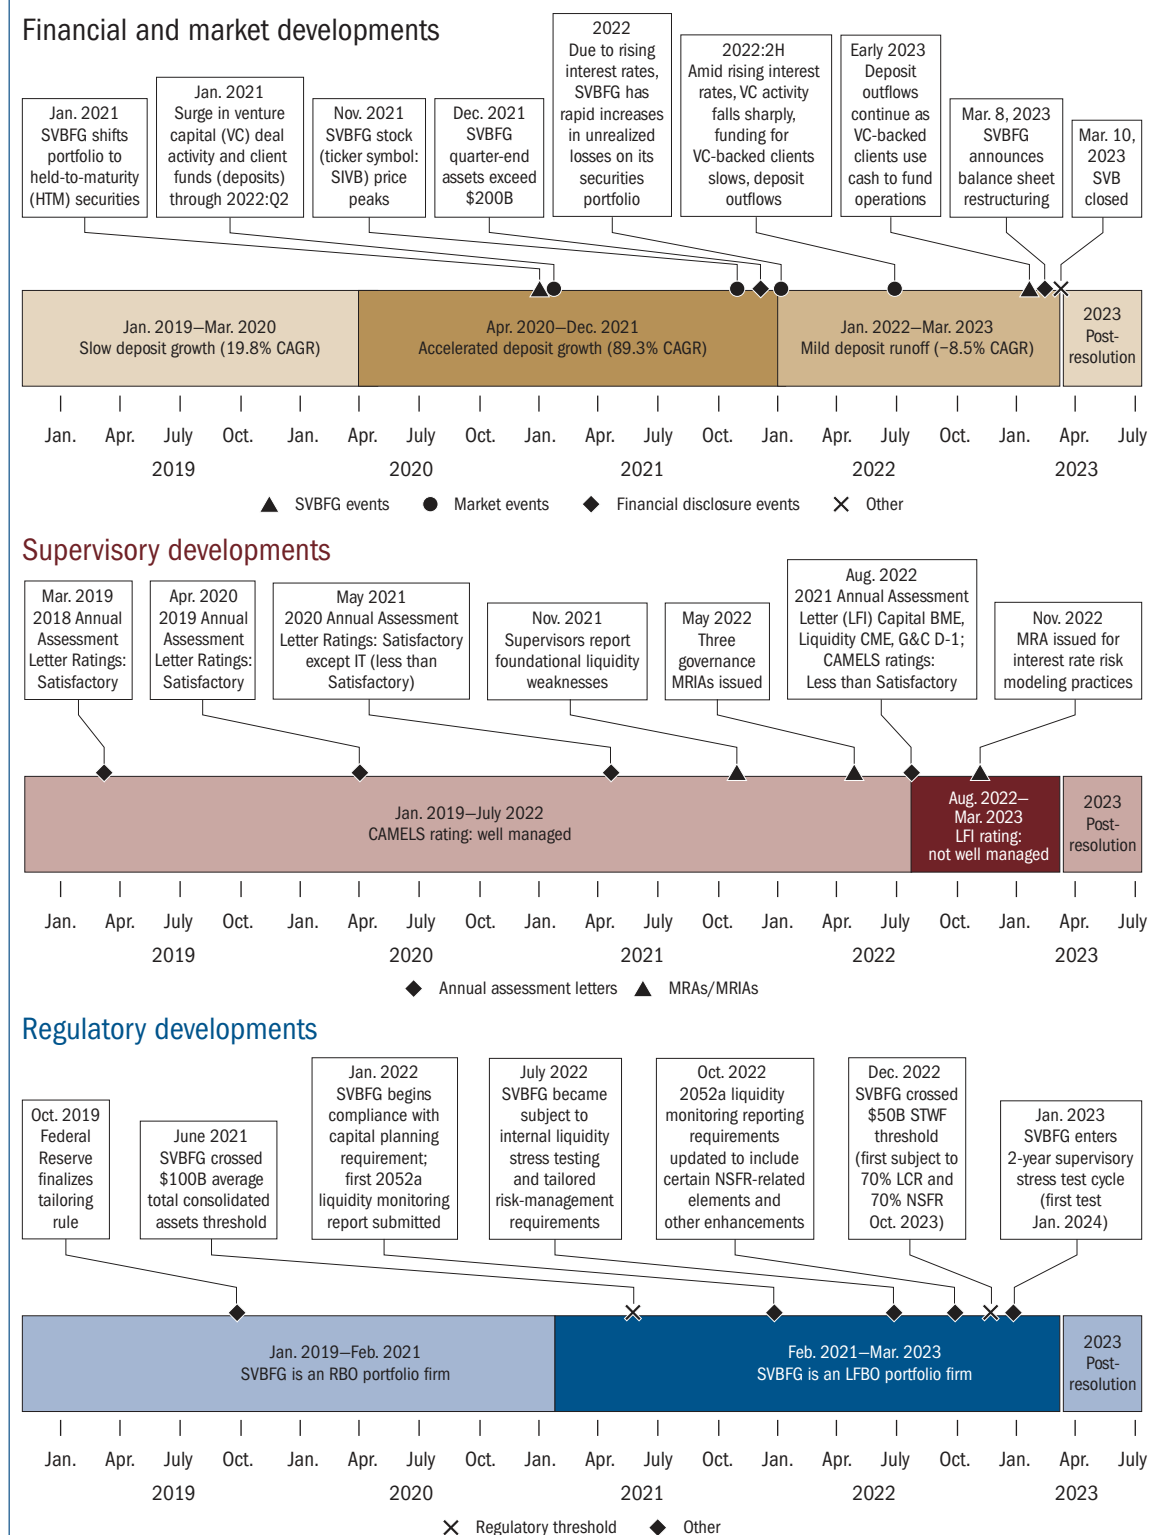 Financial and market developments
Jan. 2021
SVBFG shifts
portfolio to
held-to-maturity
(HTM) securities
Jan. 2021
Surge in venture
capital (VC) deal
activity and client
funds (deposits)
through 2022:Q2
Nov. 2021
SVBFG stock
(ticker symbol:
SIVB) price
peaks
Dec. 2021
SVBFG
quarter-end
assets exceed
$200B
2022
Due to rising
interest rates,
SVBFG has
rapid increases
in unrealized
losses on its
securities
portfolio
2022:2H
Amid rising interest
rates, VC activity
falls sharply,
funding for
VC-backed clients
slows, deposit
outflows
Early 2023
Deposit
outflows
continue as
VC-backed
clients use
cash to fund
operations
Mar. 8, 2023
SVBFG
announces
balance sheet
restructuring
Mar. 10,
2023
SVB
closed
Jan. 2019–Mar. 2020
Slow deposit growth (19.8% CAGR)
Apr. 2020–Dec. 2021
Accelerated deposit growth (89.3% CAGR)
Jan. 2022–Mar. 2023
Mild deposit runoff (−8.5% CAGR)
2023
Post-
resolution
Jan. Apr. July Oct. Jan. Apr. July Oct. Jan. Apr. July Oct. Jan. Apr. July Oct. Jan. Apr. July
2019 2020 2021 2022 2023
SVBFG events Market events Financial disclosure events Other
Supervisory developments
Mar. 2019
2018 Annual
Assessment
Letter Ratings:
Satisfactory
Apr. 2020
2019 Annual
Assessment
Letter Ratings:
Satisfactory
May 2021
2020 Annual Assessment
Letter Ratings: Satisfactory
except IT (less than
Satisfactory)
Nov. 2021
Supervisors report
foundational liquidity
weaknesses
May 2022
Three
governance
MRIAs issued
Aug. 2022
2021 Annual Assessment
Letter (LFI) Capital BME,
Liquidity CME, G&C D-1;
CAMELS ratings:
Less than Satisfactory
Nov. 2022
MRA issued for
interest rate risk
modeling practices
Jan. 2019–July 2022
CAMELS rating: well managed
Aug. 2022–
Mar. 2023
LFI rating:
not well managed
2023
Post-
resolution
Jan. Apr. July Oct. Jan. Apr. July Oct. Jan. Apr. July Oct. Jan. Apr. July Oct. Jan. Apr. July
2019 2020 2021 2022 2023
Annual assessment letters MRAs/MRIAs
Regulatory developments
Oct. 2019
Federal
Reserve
finalizes
tailoring
rule
June 2021
SVBFG crossed
$100B average
total consolidated
assets threshold
Jan. 2022
SVBFG begins
compliance with
capital planning
requirement;
first 2052a
liquidity monitoring
report submitted
July 2022
SVBFG became
subject to
internal liquidity
stress testing
and tailored
risk-management
requirements
Oct. 2022
2052a liquidity
monitoring reporting
requirements
updated to include
certain NSFR-related
elements and
other enhancements
Dec. 2022
SVBFG crossed
$50B STWF
threshold
(first subject to
70% LCR and
70% NSFR
Oct. 2023)
Jan. 2023
SVBFG enters
2-year supervisory
stress test cycle
(first test
Jan. 2024)
Jan. 2019–Feb. 2021
SVBFG is an RBO portfolio firm
Feb. 2021–Mar. 2023
SVBFG is an LFBO portfolio firm
2023
Post-
resolution
Jan. Apr. July Oct. Jan. Apr. July Oct. Jan. Apr. July Oct. Jan. Apr. July Oct. Jan. Apr. July
2019 2020 2021 2022 2023
Regulatory threshold Other